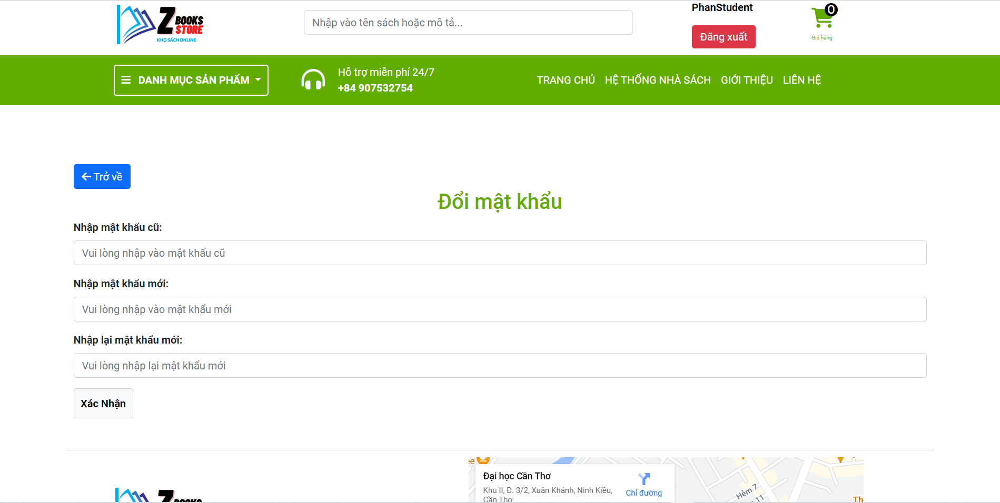 Z BOOKS
STORE
KHO SÁCH ONLINE
Nhập vào tên sách hoặc mô tả...
PhanStudent
Đăng xuất
0
Giỏ hàng
DANH MỤC SẢN PHẨM
Hỗ trợ miễn phí 24/7
+84 907532754
TRANG CHỦ HỆ THỐNG NHÀ SÁCH GIỚI THIỆU LIÊN HỆ
Trở về
Đổi mật khẩu
Nhập mật khẩu cũ:
Vui lòng nhập vào mật khẩu cũ
Nhập mật khẩu mới:
Vui lòng nhập vào mật khẩu mới
Nhập lại mật khẩu mới:
Vui lòng nhập lại mật khẩu mới
Xác Nhận
Z BOOKS
ee
Đại học Cần Thơ
Khu II, Đ. 3/2, Xuân Khánh, Ninh Kiều,
Cần Thơ
Chỉ đường
Hẻm 7
11
Th